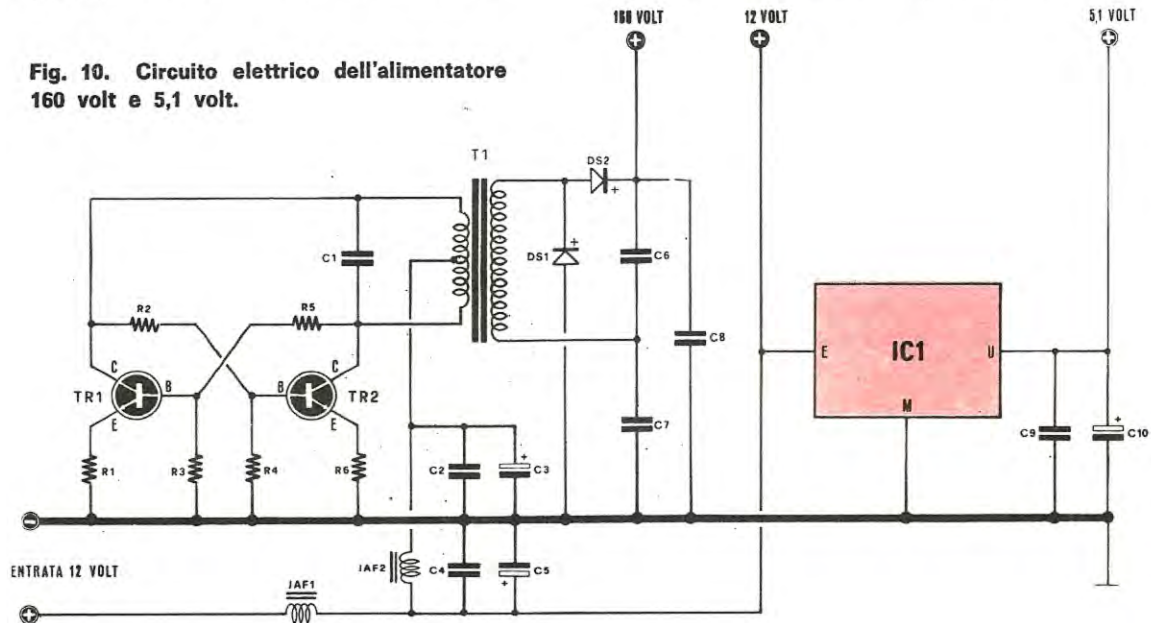 160 VOLT
12 VOLT
5,1 VOLT
Fig. 10. Circuito elettrico dell'alimentatore
160 volt e 5,1 volt.
T1
DS2
+
C1
DS1
+
C6
R2
R5
C8
E
IC1
U
C
B
TR1
E
C
B
TR2
E
M
C7
C9
+
C10
R1
R3
R4
R6
C2
+
C3
ENTRATA 12 VOLT
JAF2
C4
C5
+
JAF1